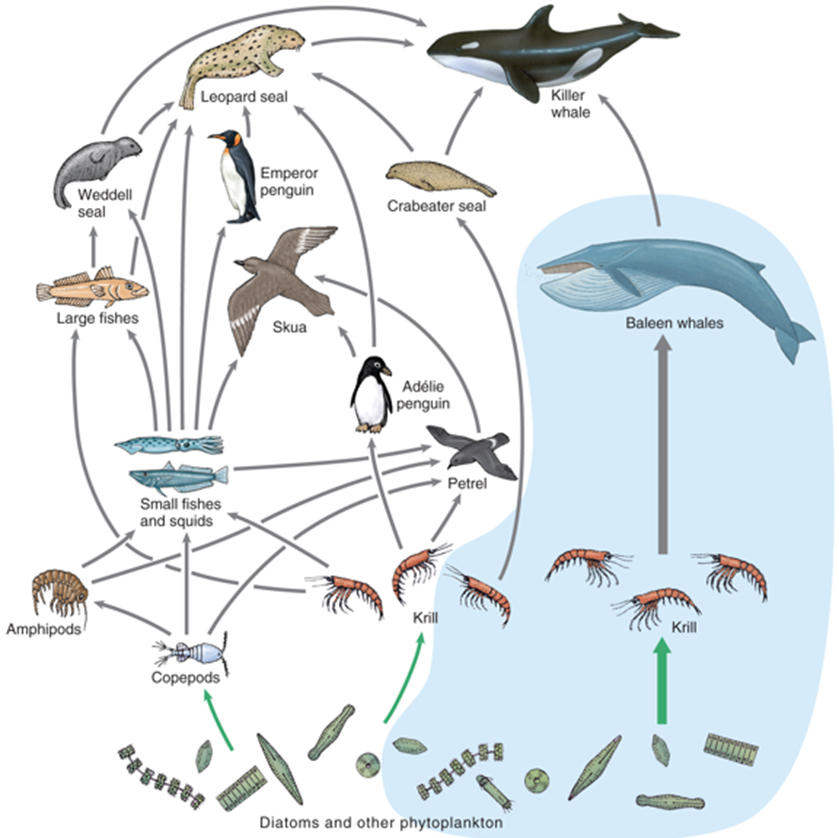 Leopard seal
Killer
whale
Emperor
penguin
Weddell
seal
Crabeater seal
Large fishes
Skua
Baleen whales
Adélie
penguin
Petrel
Small fishes
and squids
Amphipods
Krill
Krill
Copepods
Diatoms and other phytoplankton